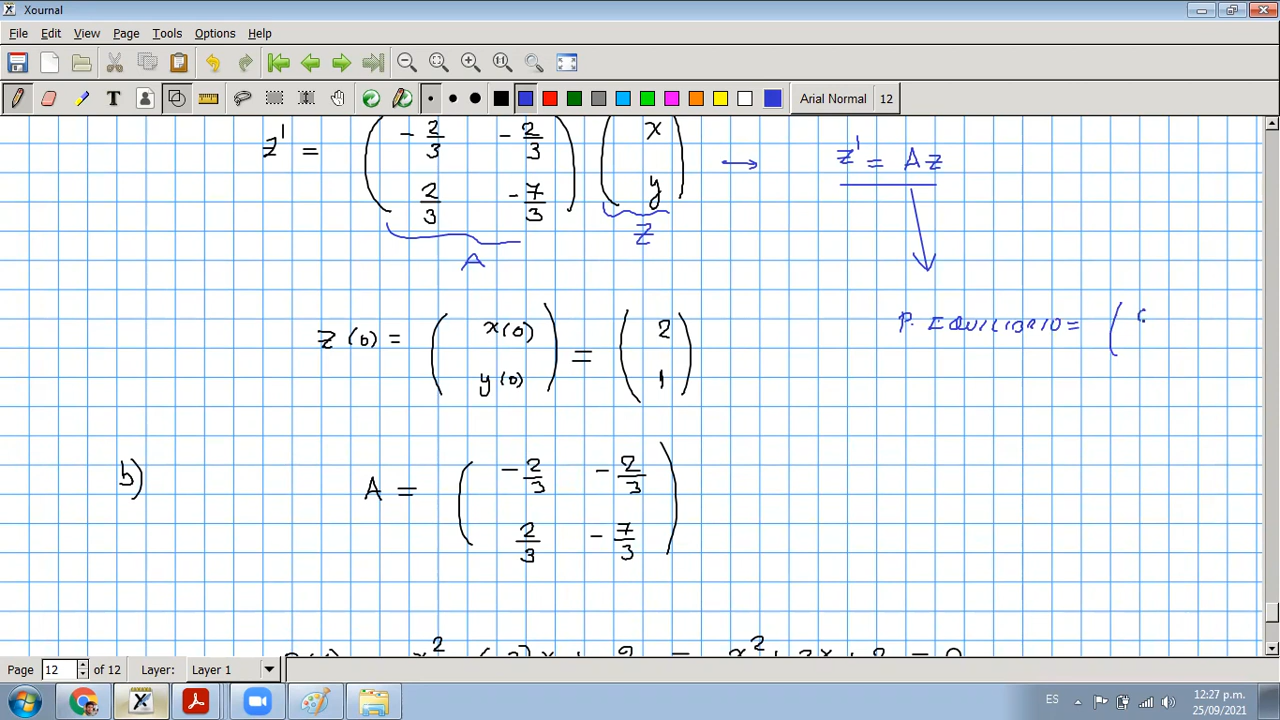 Xournal
File Edit View Page Tools Options Help
Arial Normal 12
z' = ( -2/3 -2/3 ) ( x ) → z' = Az
( 2/3 -7/3 ) ( y )
A Z
P. EQUILIBRIO = (
z(0) = ( x(0) ) = ( 2 )
( y(0) ) ( 1 )
b) A = ( -2/3 -2/3 )
( 2/3 -7/3 )
Page 12 of 12 Layer: Layer 1
ES 12:27 p.m.
25/09/2021